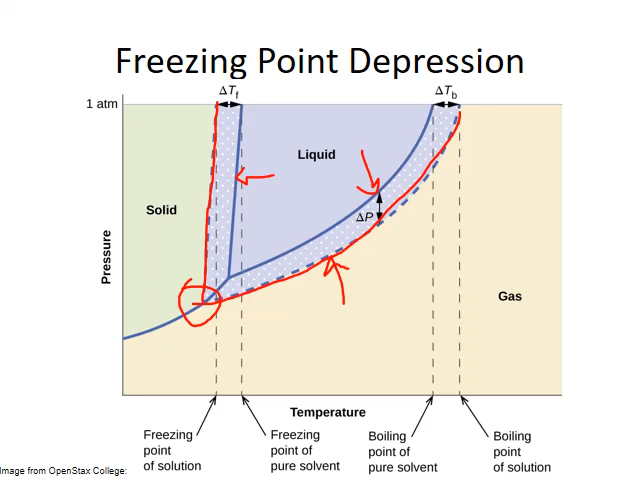 Freezing Point Depression
ΔTf
ΔTb
1 atm
Liquid
Solid
ΔP
Pressure
Gas
Temperature
Freezing
point
of solution
Freezing
point of
pure solvent
Boiling
point of
pure solvent
Boiling
point
of solution
Image from OpenStax College: